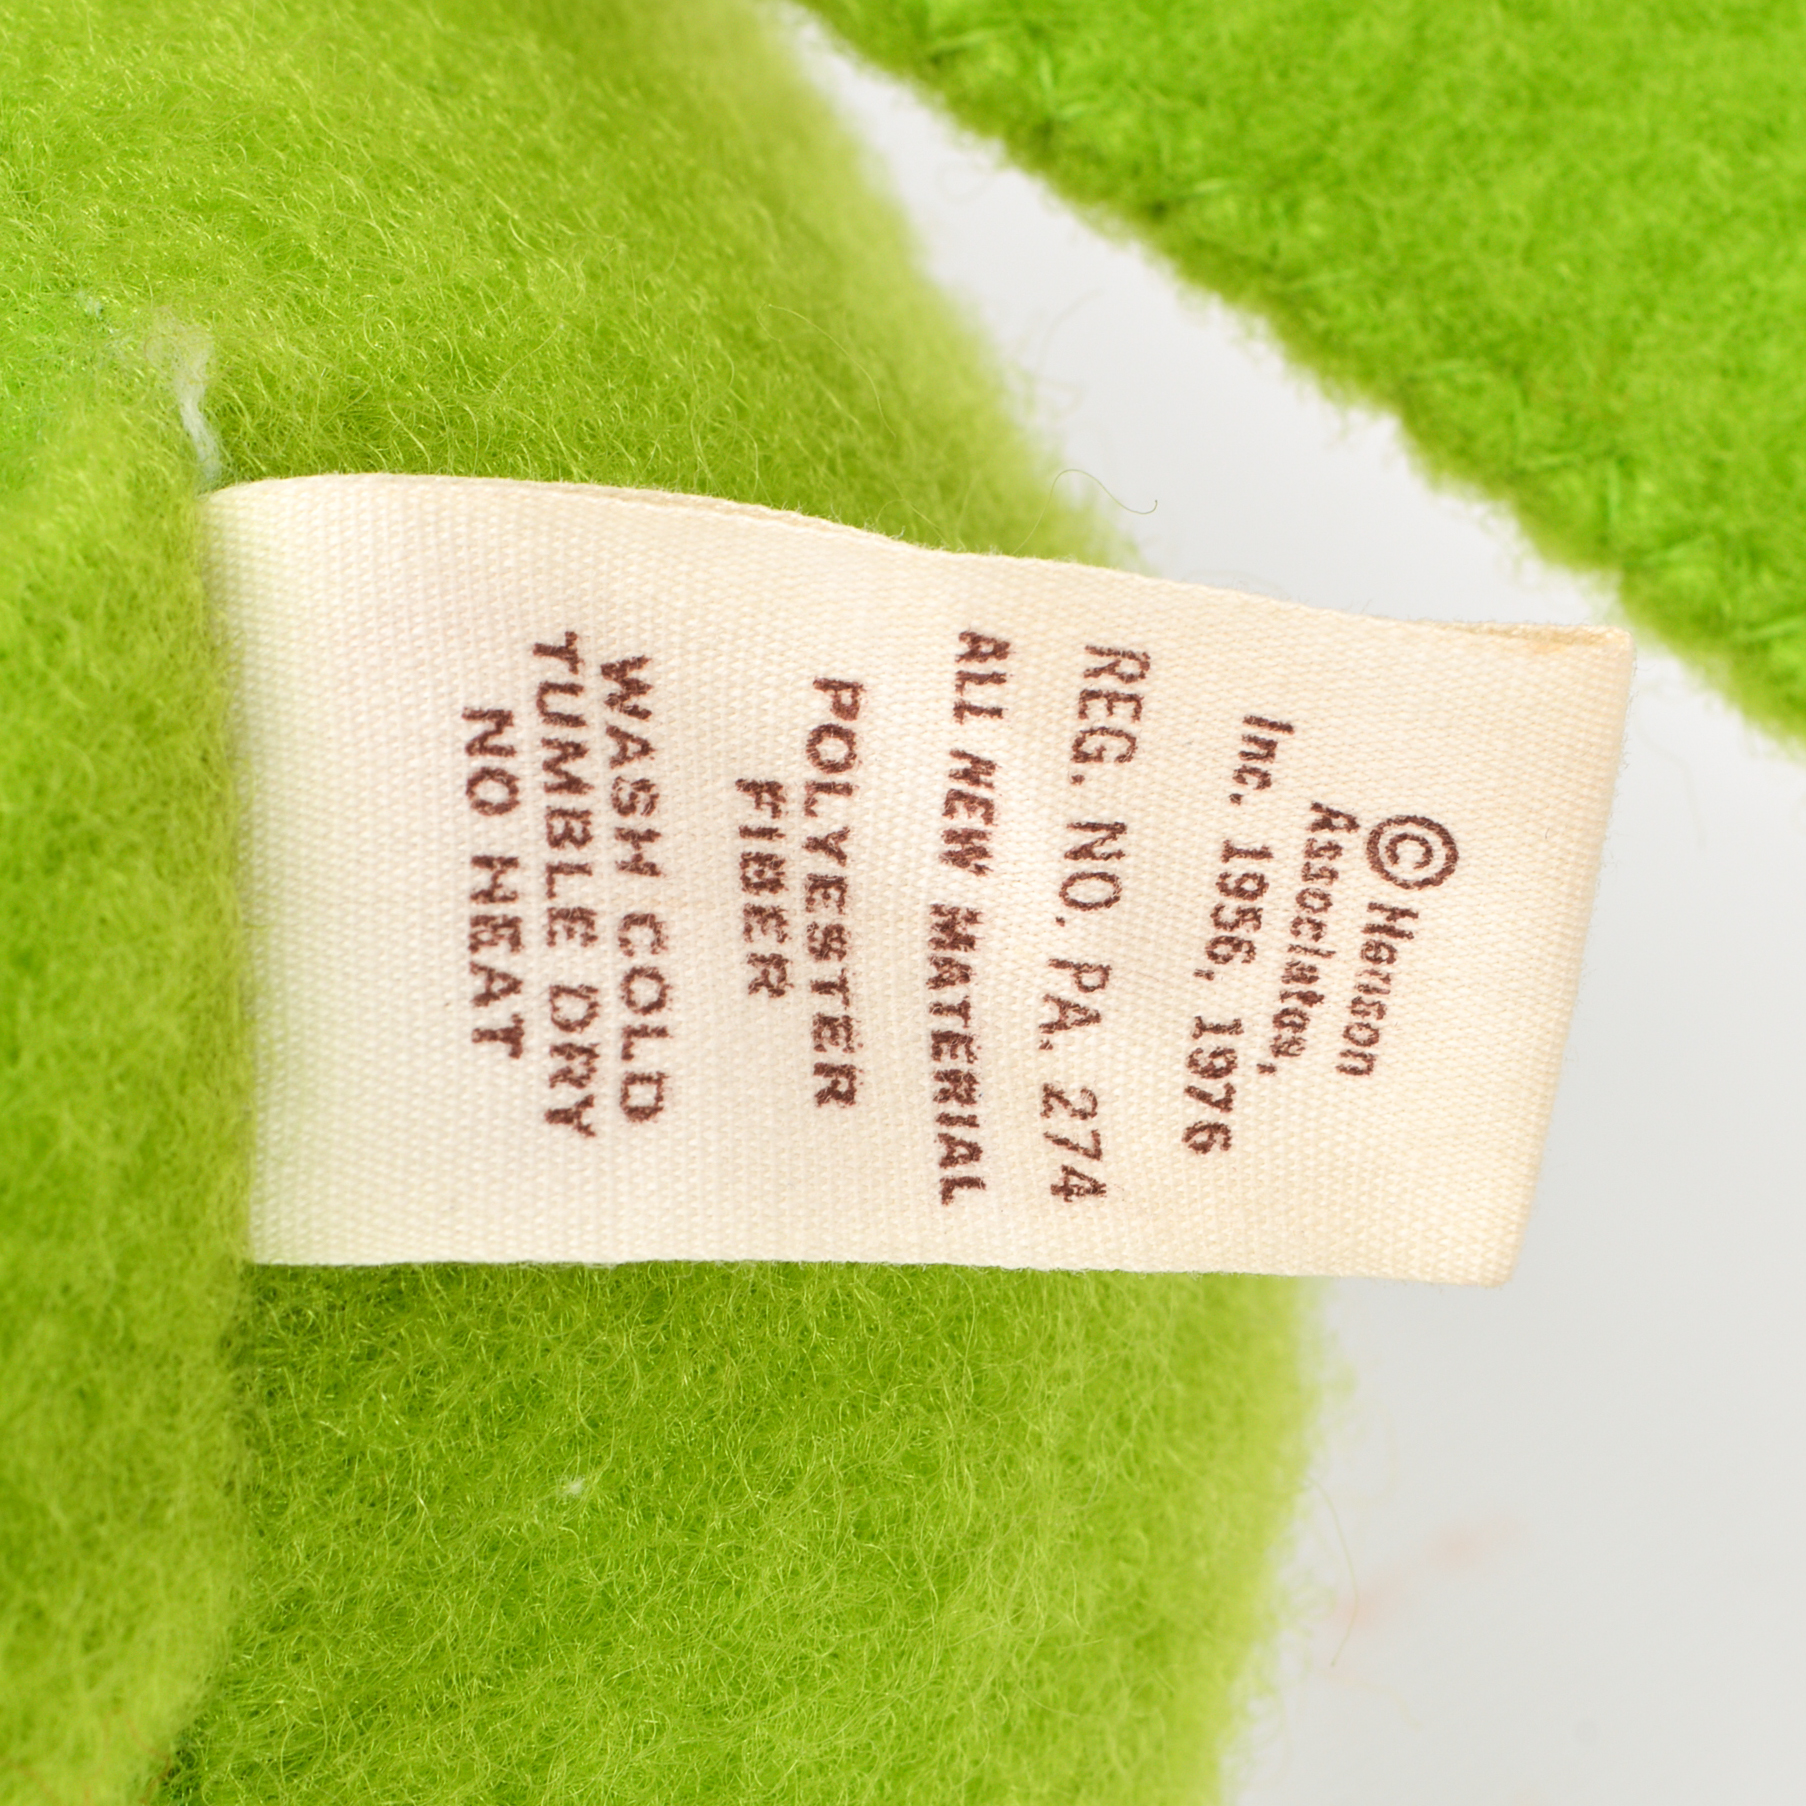 © Henson
Associates,
Inc. 1956, 1976
REG. NO. PA. 274
ALL NEW MATERIAL
POLYESTER
FIBER
WASH COLD
TUMBLE DRY
NO HEAT